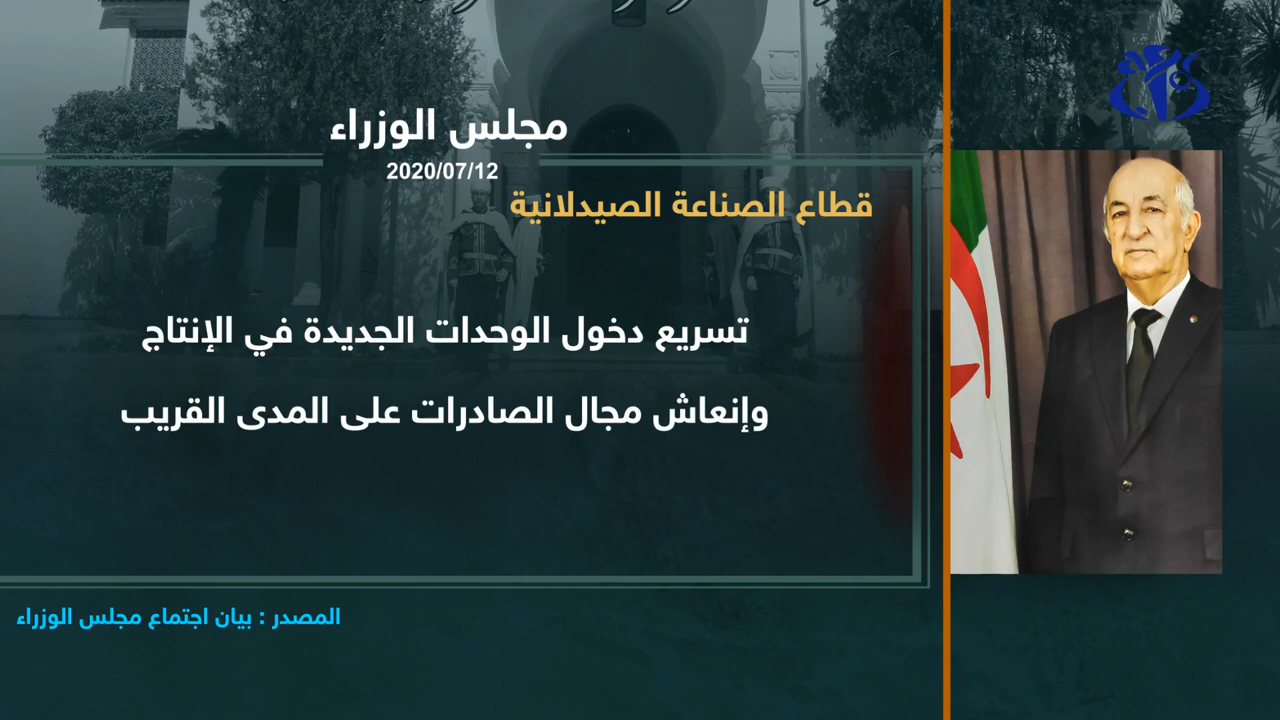 مجلس الوزراء
2020/07/12
قطاع الصناعة الصيدلانية
تسريع دخول الوحدات الجديدة في الإنتاج
وإنعاش مجال الصادرات على المدى القريب
المصدر : بيان اجتماع مجلس الوزراء